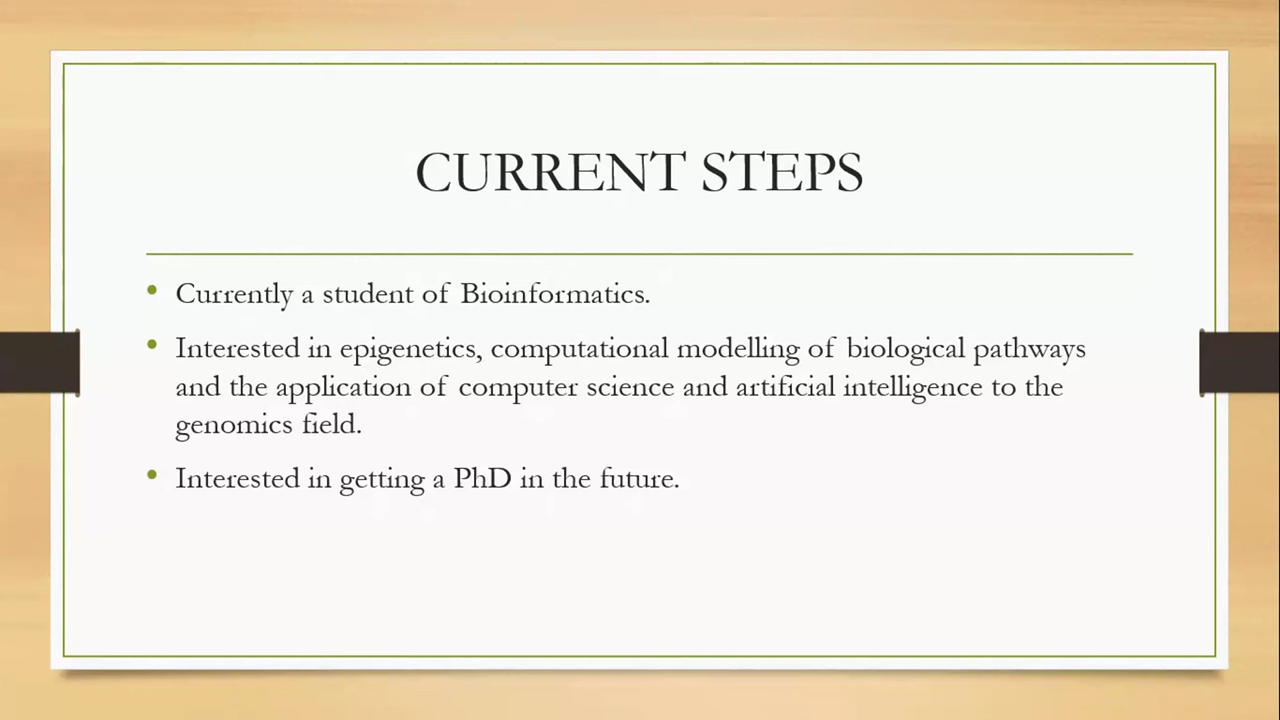 CURRENT STEPS
• Currently a student of Bioinformatics.
• Interested in epigenetics, computational modelling of biological pathways
and the application of computer science and artificial intelligence to the
genomics field.
• Interested in getting a PhD in the future.